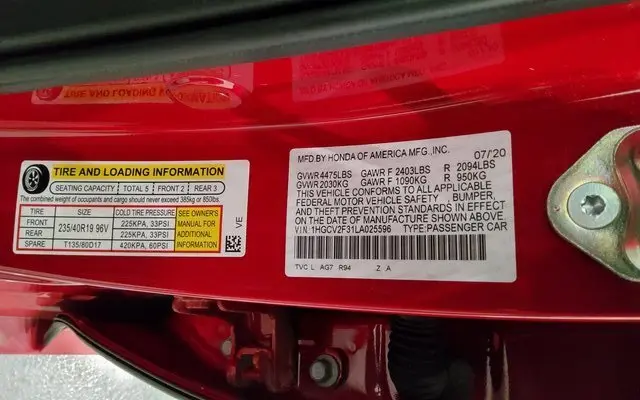 TIRE AND LOADING INFORMATION
SEATING CAPACITY TOTAL 5 FRONT 2 REAR 3
The combined weight of occupants and cargo should never exceed 385kg or 850lbs.
TIRE SIZE COLD TIRE PRESSURE SEE OWNER'S MANUAL FOR ADDITIONAL INFORMATION
FRONT 235/40R19 96V 225KPA, 33PSI
REAR 225KPA, 33PSI
SPARE T135/80D17 420KPA, 60PSI
VE
MFD.BY HONDA OF AMERICA MFG.,INC. 07/20
GVWR 4475LBS GAWR F 2403LBS R 2094LBS
GVWR 2030KG GAWR F 1090KG R 950KG
THIS VEHICLE CONFORMS TO ALL APPLICABLE
FEDERAL MOTOR VEHICLE SAFETY , BUMPER,
AND THEFT PREVENTION STANDARDS IN EFFECT
ON THE DATE OF MANUFACTURE SHOWN ABOVE.
V.I.N. 1HGCV2F31LA025596 TYPE:PASSENGER CAR
TVC L AG7 R94 Z A